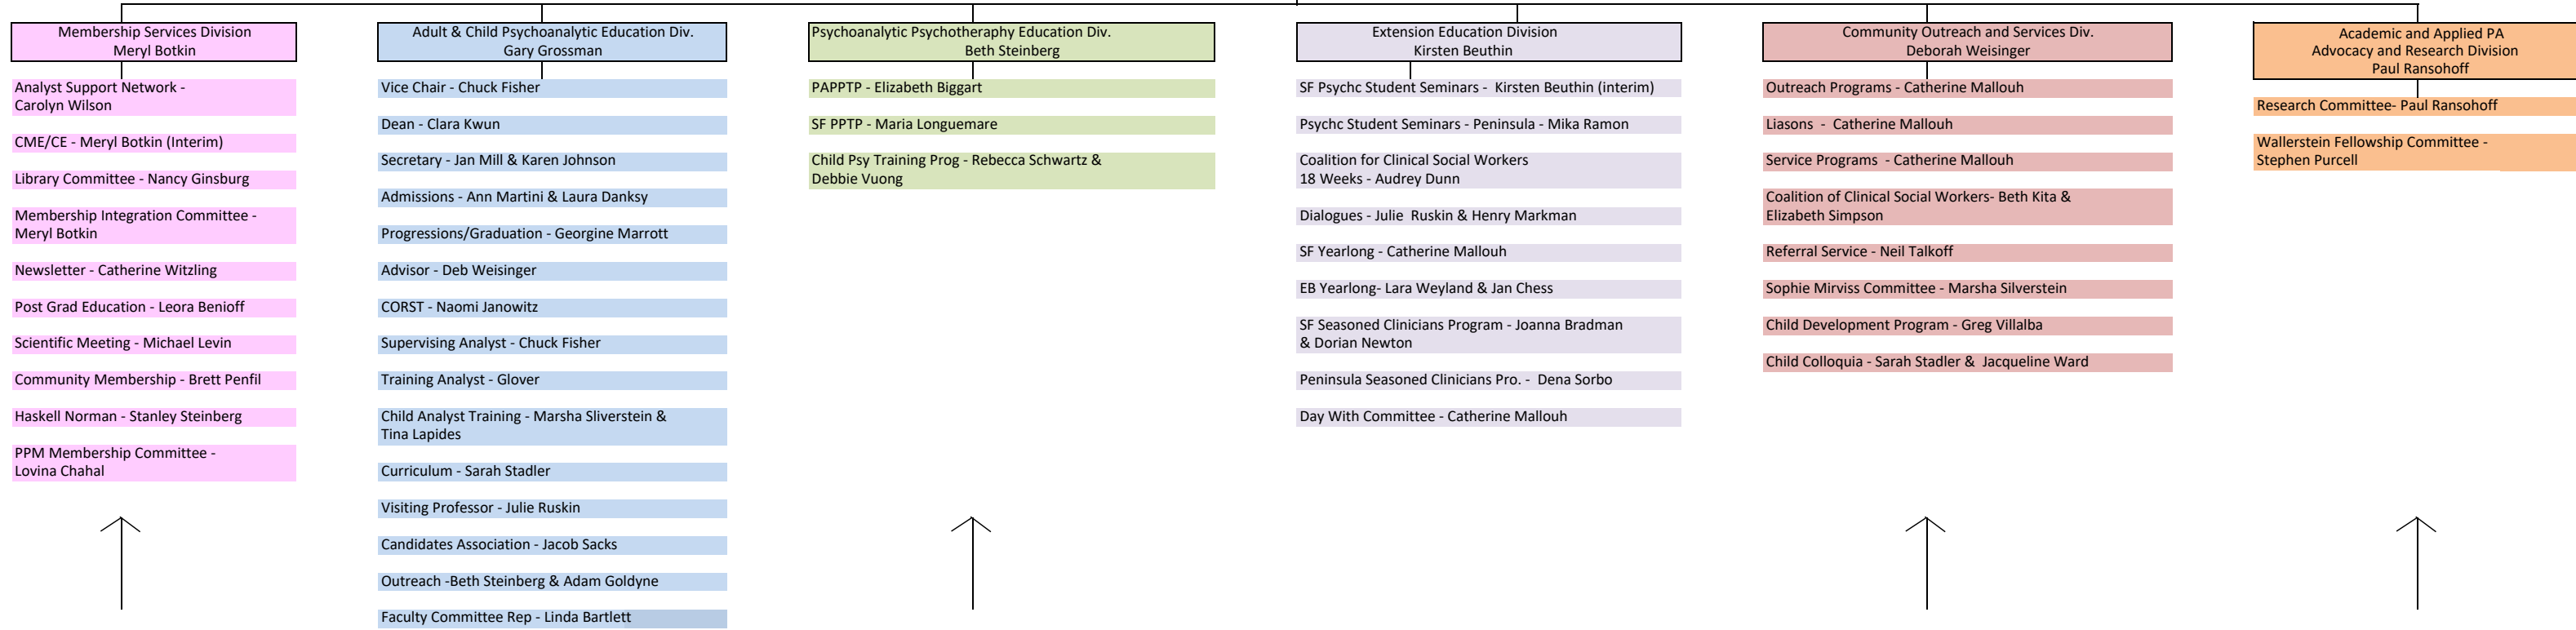 Membership Services Division
Meryl Botkin
Analyst Support Network -
Carolyn Wilson
CME/CE - Meryl Botkin (Interim)
Library Committee - Nancy Ginsburg
Membership Integration Committee -
Meryl Botkin
Newsletter - Catherine Witzling
Post Grad Education - Leora Benioff
Scientific Meeting - Michael Levin
Community Membership - Brett Penfil
Haskell Norman - Stanley Steinberg
PPM Membership Committee -
Lovina Chahal
Adult & Child Psychoanalytic Education Div.
Gary Grossman
Vice Chair - Chuck Fisher
Dean - Clara Kwun
Secretary - Jan Mill & Karen Johnson
Admissions - Ann Martini & Laura Danksy
Progressions/Graduation - Georgine Marrott
Advisor - Deb Weisinger
CORST - Naomi Janowitz
Supervising Analyst - Chuck Fisher
Training Analyst - Glover
Child Analyst Training - Marsha Sliverstein &
Tina Lapides
Curriculum - Sarah Stadler
Visiting Professor - Julie Ruskin
Candidates Association - Jacob Sacks
Outreach -Beth Steinberg & Adam Goldyne
Faculty Committee Rep - Linda Bartlett
Psychoanalytic Psychotheraphy Education Div.
Beth Steinberg
PAPPTP - Elizabeth Biggart
SF PPTP - Maria Longuemare
Child Psy Training Prog - Rebecca Schwartz &
Debbie Vuong
Extension Education Division
Kirsten Beuthin
SF Psychc Student Seminars - Kirsten Beuthin (interim)
Psychc Student Seminars - Peninsula - Mika Ramon
Coalition for Clinical Social Workers
18 Weeks - Audrey Dunn
Dialogues - Julie Ruskin & Henry Markman
SF Yearlong - Catherine Mallouh
EB Yearlong- Lara Weyland & Jan Chess
SF Seasoned Clinicians Program - Joanna Bradman
& Dorian Newton
Peninsula Seasoned Clinicians Pro. - Dena Sorbo
Day With Committee - Catherine Mallouh
Community Outreach and Services Div.
Deborah Weisinger
Outreach Programs - Catherine Mallouh
Liasons - Catherine Mallouh
Service Programs - Catherine Mallouh
Coalition of Clinical Social Workers- Beth Kita &
Elizabeth Simpson
Referral Service - Neil Talkoff
Sophie Mirviss Committee - Marsha Silverstein
Child Development Program - Greg Villalba
Child Colloquia - Sarah Stadler & Jacqueline Ward
Academic and Applied PA
Advocacy and Research Division
Paul Ransohoff
Research Committee- Paul Ransohoff
Wallerstein Fellowship Committee -
Stephen Purcell